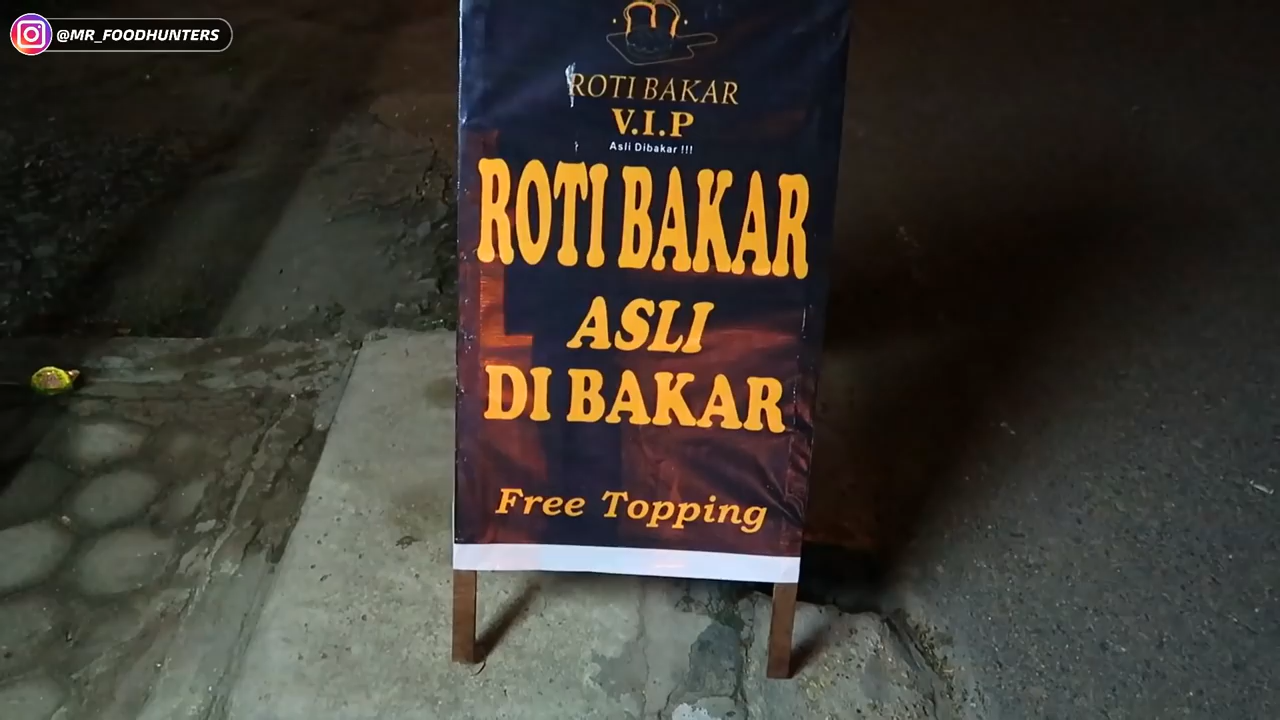 @MR_FOODHUNTERS
ROTI BAKAR
V.I.P
Asli Dibakar !!!
ROTI BAKAR
ASLI
DI BAKAR
Free Topping